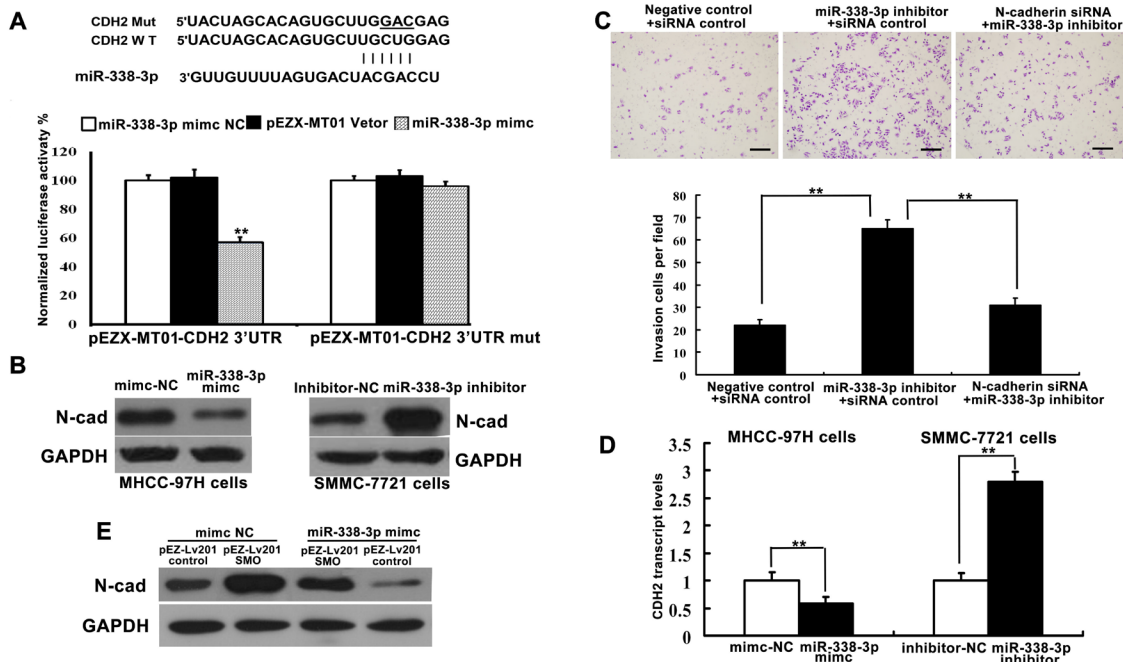 A
CDH2 Mut 5'UACUAGCACAGUGCUUGGACGAG
CDH2 W T 5'UACUAGCACAGUGCUUGCUGGAG
miR-338-3p 3'GUUGUUUUAGUGACUACGACCU
miR-338-3p mimc NC pEZX-MT01 Vetor miR-338-3p mimc
Normalized luciferase activaty %
120
100
80
60
40
20
0
**
pEZX-MT01-CDH2 3'UTR pEZX-MT01-CDH2 3'UTR mut
B
mimc-NC miR-338-3p mimc
Inhibitor-NC miR-338-3p inhibitor
N-cad N-cad
GAPDH GAPDH
MHCC-97H cells SMMC-7721 cells
E
mimc NC miR-338-3p mimc
pEZ-Lv201 control pEZ-Lv201 SMO pEZ-Lv201 SMO pEZ-Lv201 control
N-cad
GAPDH
C
Negative control +siRNA control
miR-338-3p inhibitor +siRNA control
N-cadherin siRNA +miR-338-3p inhibitor
Invasion cells per field
80
70
60
50
40
30
20
10
0
** **
Negative control +siRNA control
miR-338-3p inhibitor +siRNA control
N-cadherin siRNA +miR-338-3p inhibitor
D
MHCC-97H cells SMMC-7721 cells
CDH2 transcript levels
3.5
3
2.5
2
1.5
1
0.5
0
** **
mimc-NC miR-338-3p mimc
inhibitor-NC miR-338-3p inhibitor